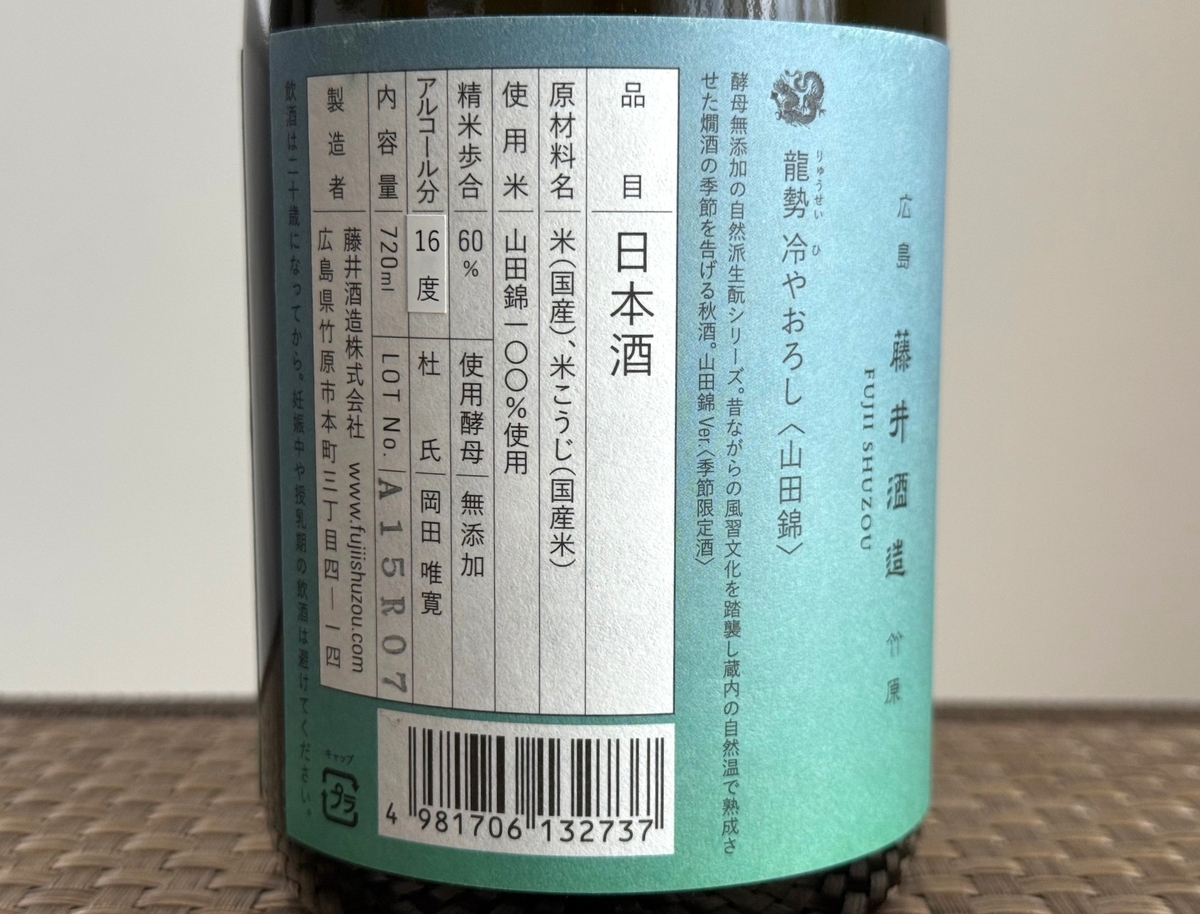 広島 藤井酒造 竹原
FUJII SHUZOU
りゅうせい ひ
龍勢 冷やおろし〈山田錦〉
酵母無添加の自然派生酛シリーズ。昔ながらの風習文化を踏襲し蔵内の自然温で熟成さ
せた燗酒の季節を告げる秋酒。山田錦Ver.〈季節限定酒〉
品目 日本酒
原材料名 米(国産)、米こうじ(国産米)
使用米 山田錦一〇〇%使用
精米歩合 60% 使用酵母 無添加
アルコール分 16度 杜氏 岡田唯寛
内容量 720ml LOT No. A15R07
製造者 藤井酒造株式会社 www.fujiishuzou.com
広島県竹原市本町三丁目四ー一四
飲酒は二十歳になってから。妊娠中や授乳期の飲酒は避けてください。
キャップ
プラ
4 981706 132737